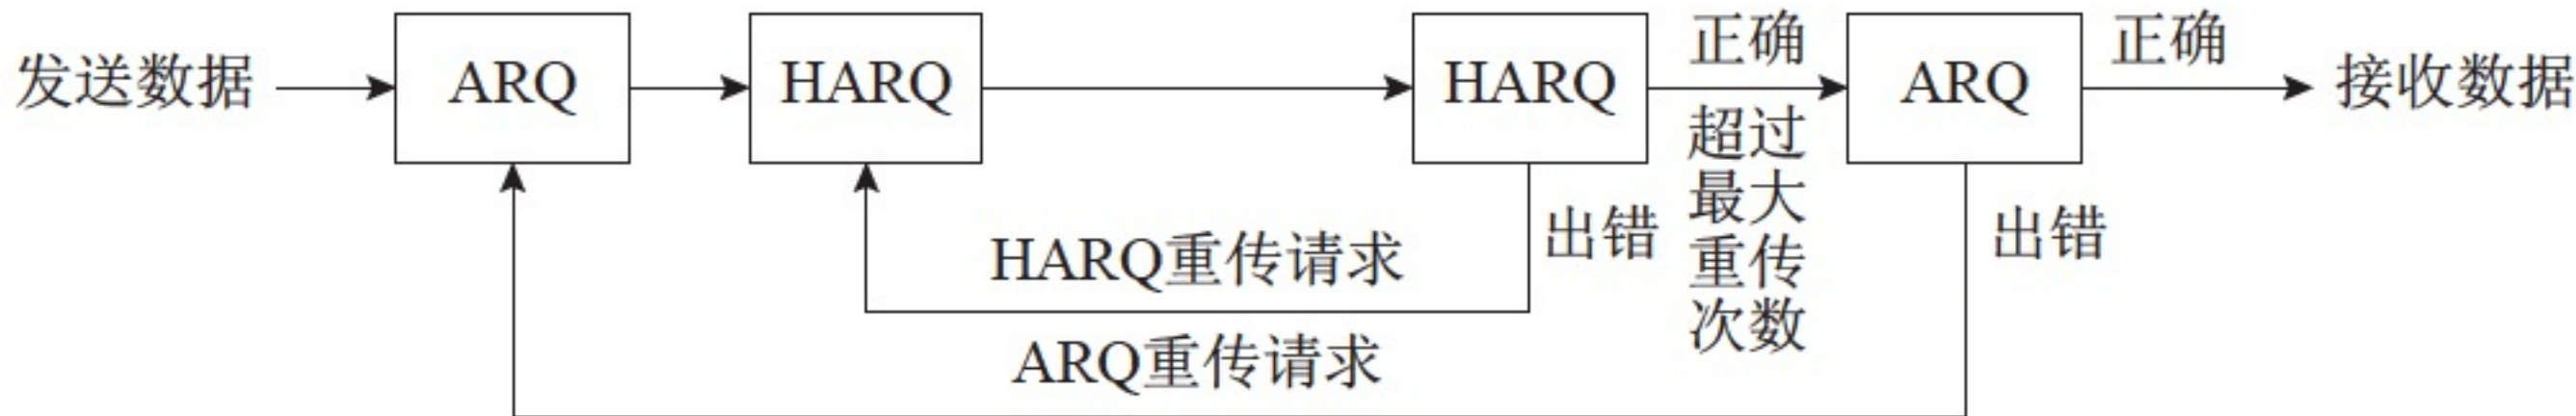 发送数据
ARQ
HARQ
HARQ
正确
超过
最大
重传
次数
ARQ
正确
接收数据
出错
出错
HARQ重传请求
ARQ重传请求